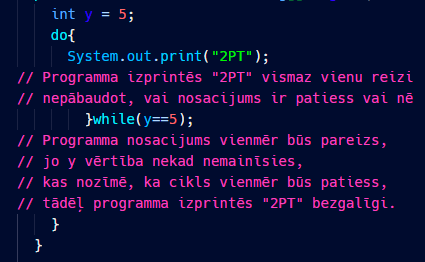 int y = 5;
do{
System.out.print("2PT");
// Programma izprintēs "2PT" vismaz vienu reizi
// nepābaudot, vai nosacijums ir patiess vai nē
}while(y==5);
// Programma nosacijums vienmēr būs pareizs,
// jo y vērtība nekad nemainīsies,
// kas nozīmē, ka cikls vienmēr būs patiess,
// tādēļ programma izprintēs "2PT" bezgalīgi.
}
}